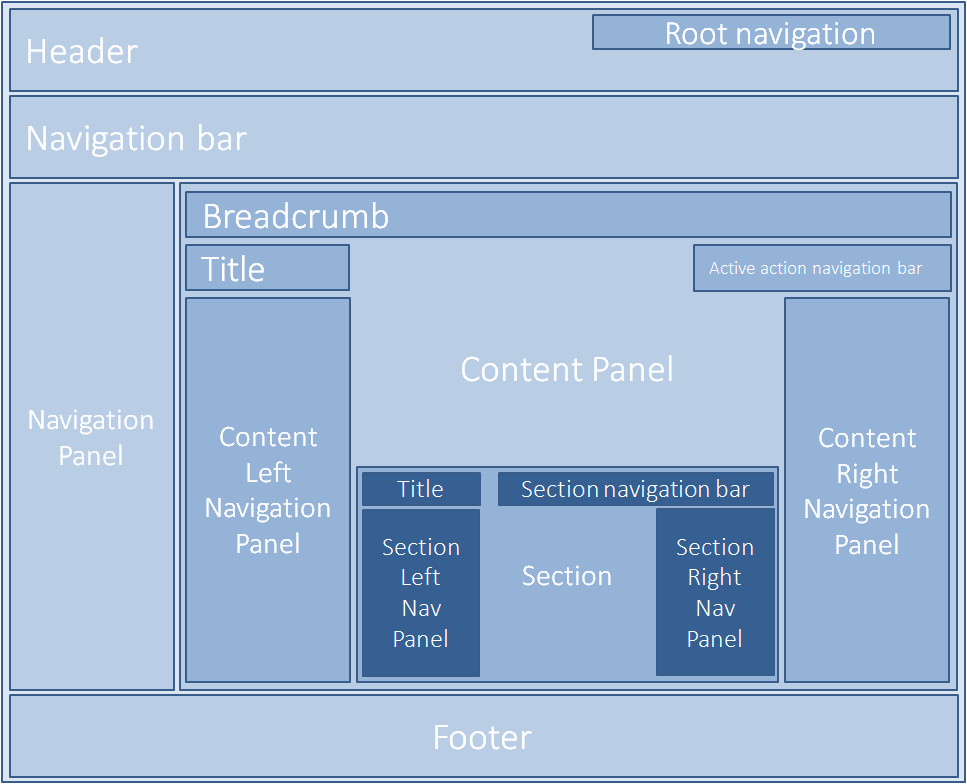 Header
Root navigation
Navigation bar
Navigation
Panel
Breadcrumb
Title
Active action navigation bar
Content Panel
Content
Left
Navigation
Panel
Title
Section navigation bar
Section
Left
Nav
Panel
Section
Section
Right
Nav
Panel
Content
Right
Navigation
Panel
Footer